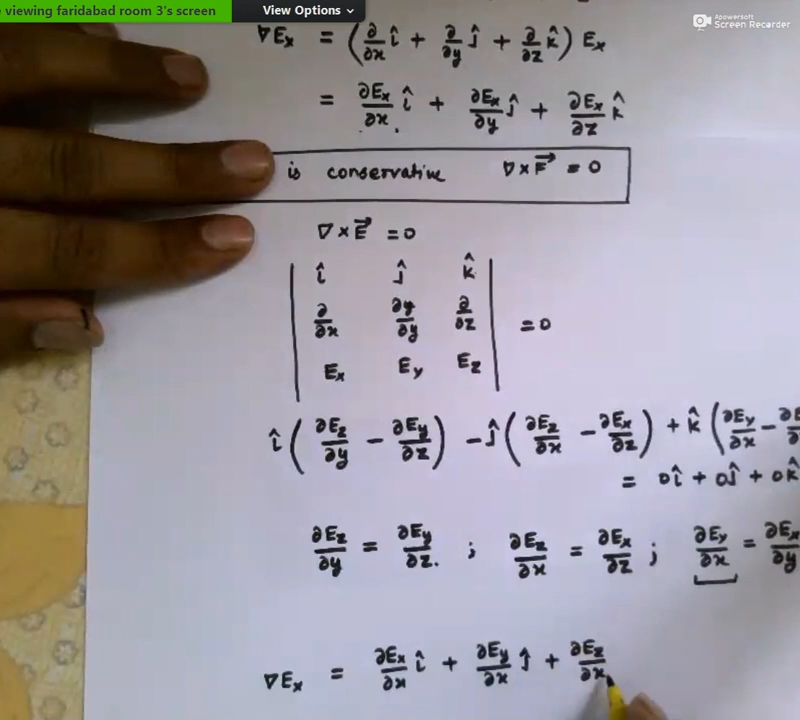 viewing faridabad room 3's screen
View Options
Apowersoft
Screen Recorder
∇Ex = (∂/∂x î + ∂/∂y ĵ + ∂/∂z k̂) Ex
= ∂Ex/∂x î + ∂Ex/∂y ĵ + ∂Ex/∂z k̂
is conservative ∇×F⃗ = 0
∇×E⃗ = 0
î ĵ k̂
∂/∂x ∂y/∂y ∂/∂z = 0
Ex Ey Ez
î (∂Ez/∂y − ∂Ey/∂z) − ĵ (∂Ez/∂x − ∂Ex/∂z) + k̂ (∂Ey/∂x − ∂E
= 0î + 0ĵ + 0k̂
∂Ez/∂y = ∂Ey/∂z. ; ∂Ez/∂x = ∂Ex/∂z ; ∂Ey/∂x = ∂Ex/∂y
∇Ex = ∂Ex/∂x î + ∂Ey/∂x ĵ + ∂Ez/∂x